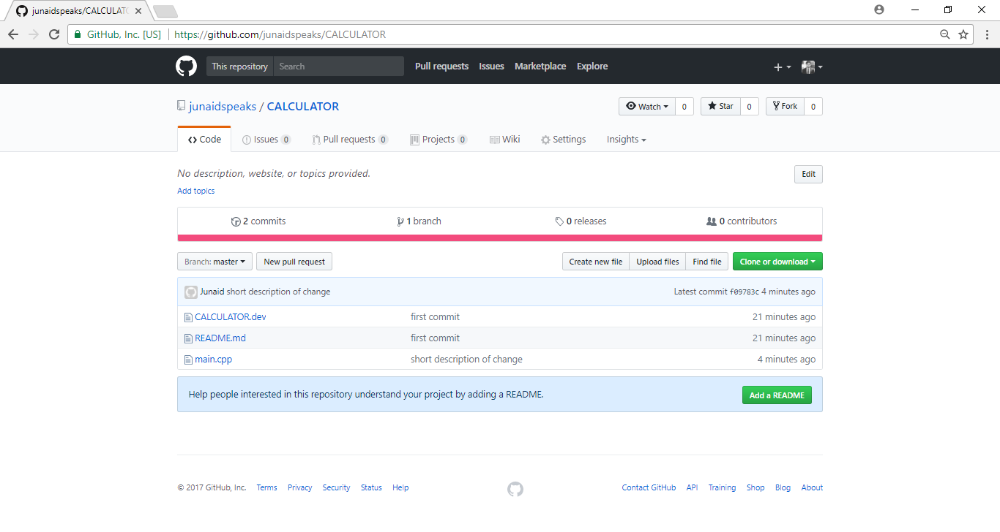 junaidspeaks/CALCULATO
GitHub, Inc. [US] https://github.com/junaidspeaks/CALCULATOR
This repository Search Pull requests Issues Marketplace Explore
junaidspeaks / CALCULATOR Watch 0 Star 0 Fork 0
Code Issues 0 Pull requests 0 Projects 0 Wiki Settings Insights
No description, website, or topics provided. Edit
Add topics
2 commits 1 branch 0 releases 0 contributors
Branch: master New pull request Create new file Upload files Find file Clone or download
Junaid short description of change Latest commit f09783c 4 minutes ago
CALCULATOR.dev first commit 21 minutes ago
README.md first commit 21 minutes ago
main.cpp short description of change 4 minutes ago
Help people interested in this repository understand your project by adding a README. Add a README
© 2017 GitHub, Inc. Terms Privacy Security Status Help Contact GitHub API Training Shop Blog About